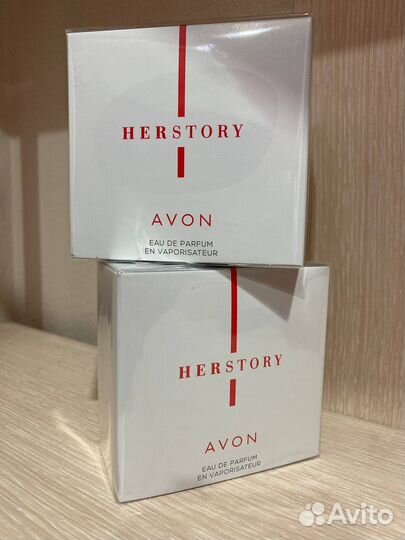 HERSTORY
AVON
EAU DE PARFUM
EN VAPORISATEUR
HERSTORY
AVON
EAU DE PARFUM
EN VAPORISATEUR
Avito